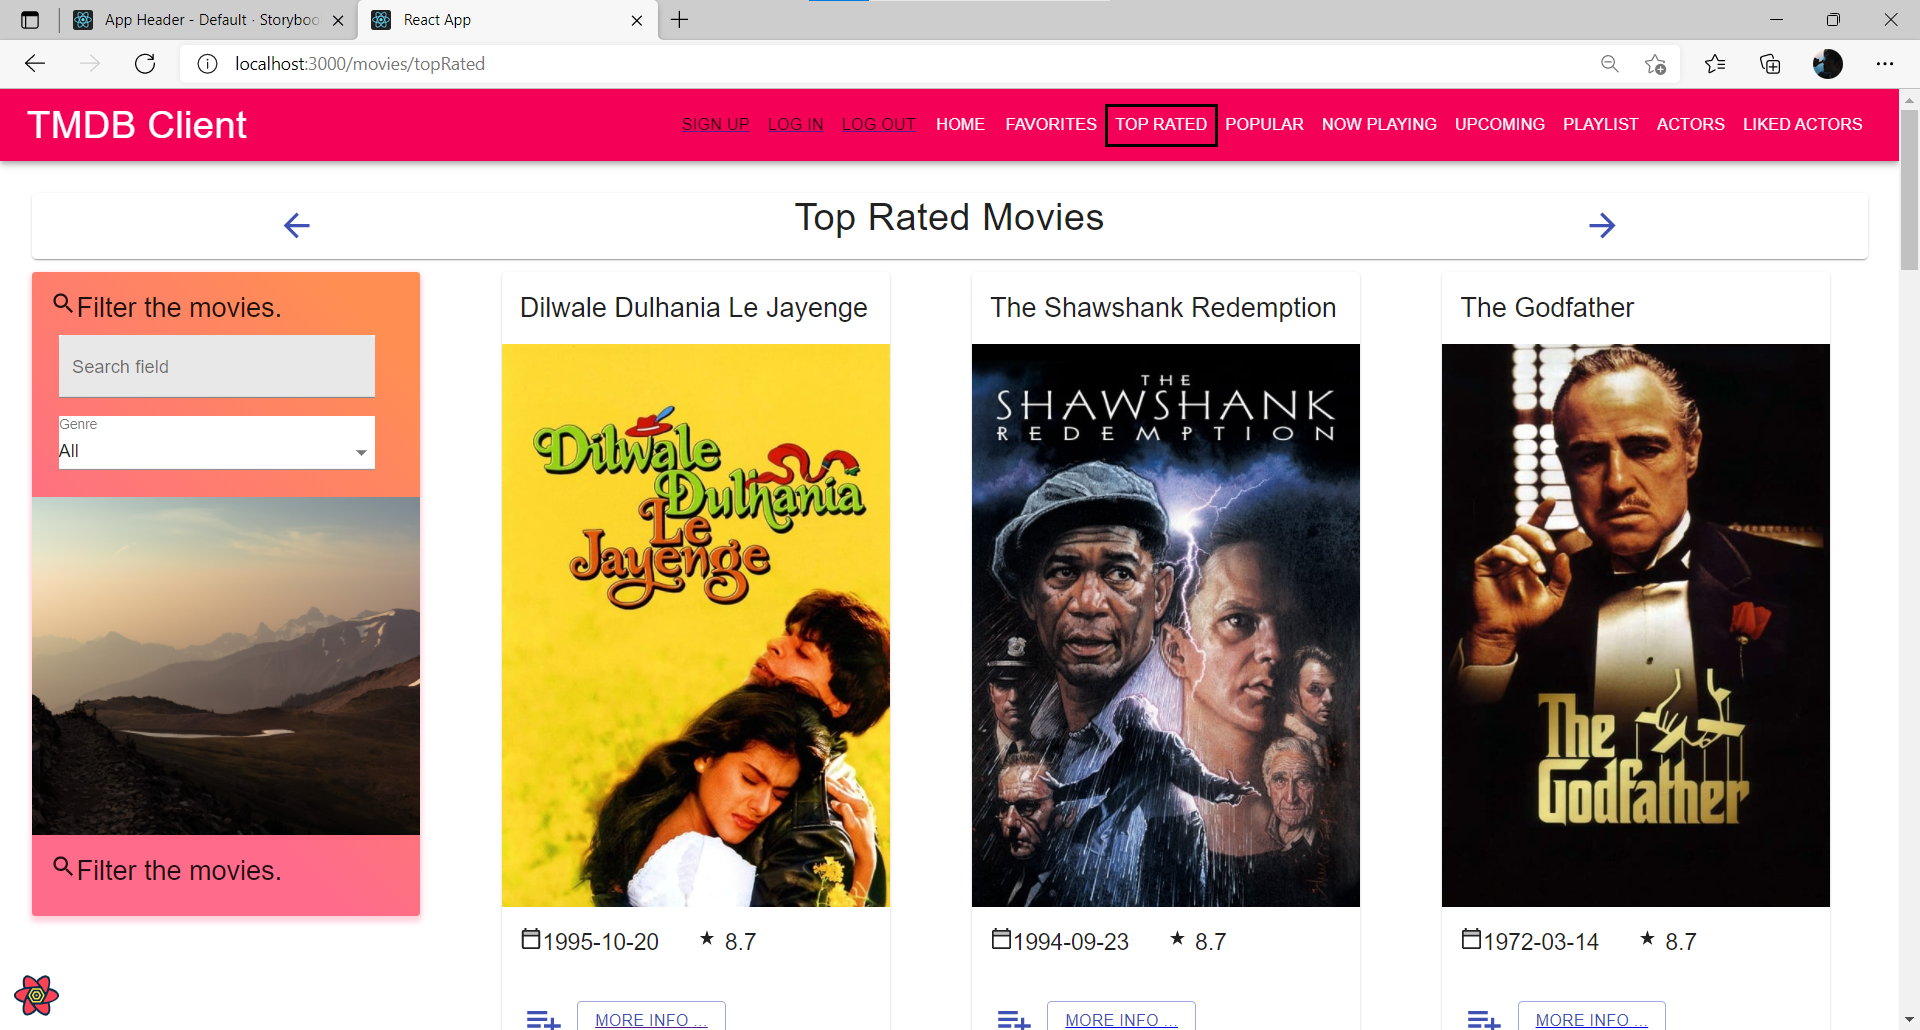 App Header - Default · Storyboo
React App
localhost:3000/movies/topRated
TMDB Client
SIGN UP LOG IN LOG OUT HOME FAVORITES TOP RATED POPULAR NOW PLAYING UPCOMING PLAYLIST ACTORS LIKED ACTORS
Top Rated Movies
Filter the movies.
Search field
Genre
All
Filter the movies.
Dilwale Dulhania Le Jayenge
Dilwale
Dulhania
Le
Jayenge
1995-10-20 8.7
MORE INFO ...
The Shawshank Redemption
THE
SHAWSHANK
REDEMPTION
1994-09-23 8.7
MORE INFO ...
The Godfather
The
Godfather
1972-03-14 8.7
MORE INFO ...